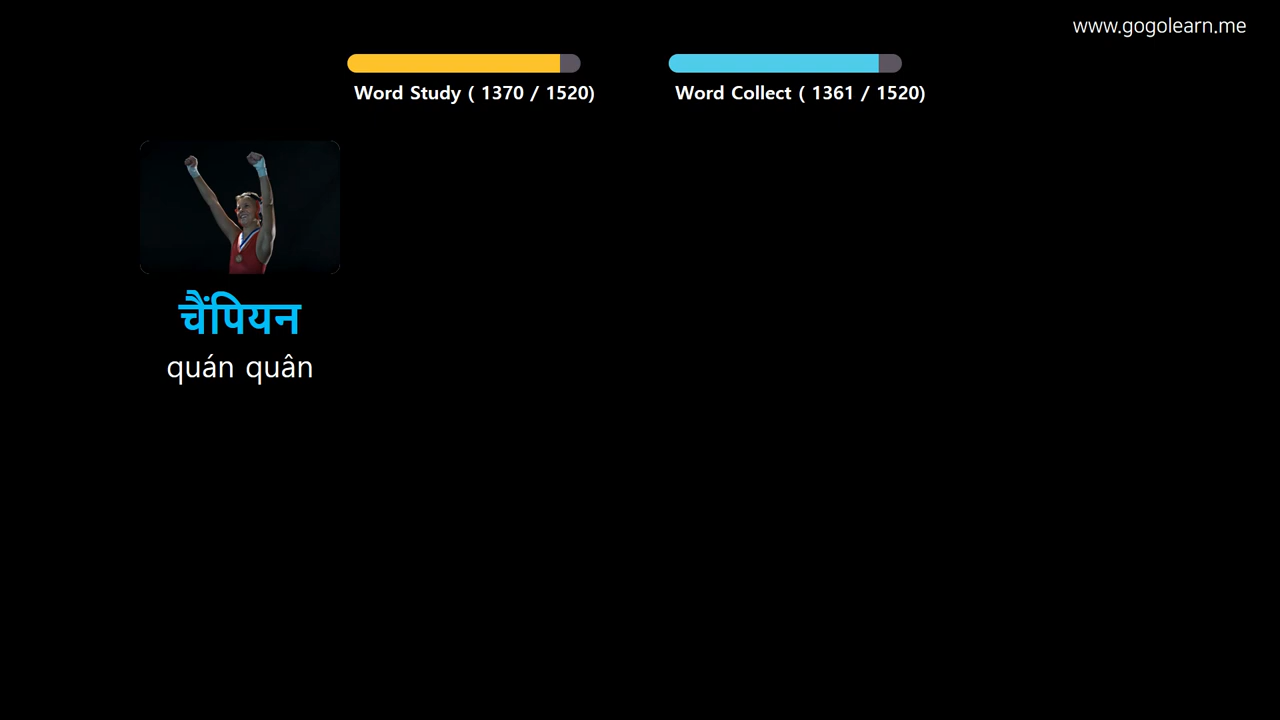 www.gogolearn.me
Word Study ( 1370 / 1520)
Word Collect ( 1361 / 1520)
चैंपियन
quán quân